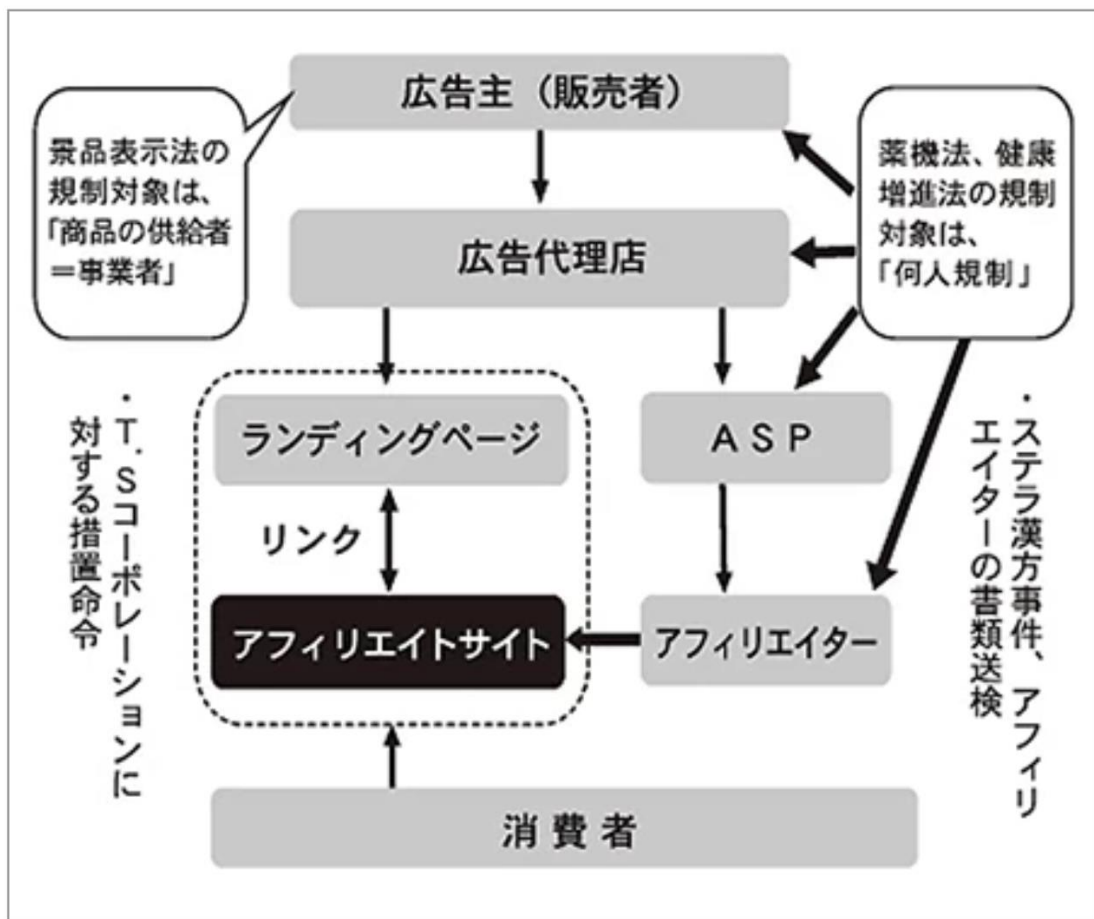 広告主（販売者）
景品表示法の
規制対象は、
「商品の供給者
＝事業者」
薬機法、健康
増進法の規制
対象は、
「何人規制」
広告代理店
ランディングページ
ＡＳＰ
リンク
アフィリエイトサイト
アフィリエイター
・Ｔ．Ｓコーポレーションに
対する措置命令
・ステラ漢方事件、アフィリ
エイターの書類送検
消費者